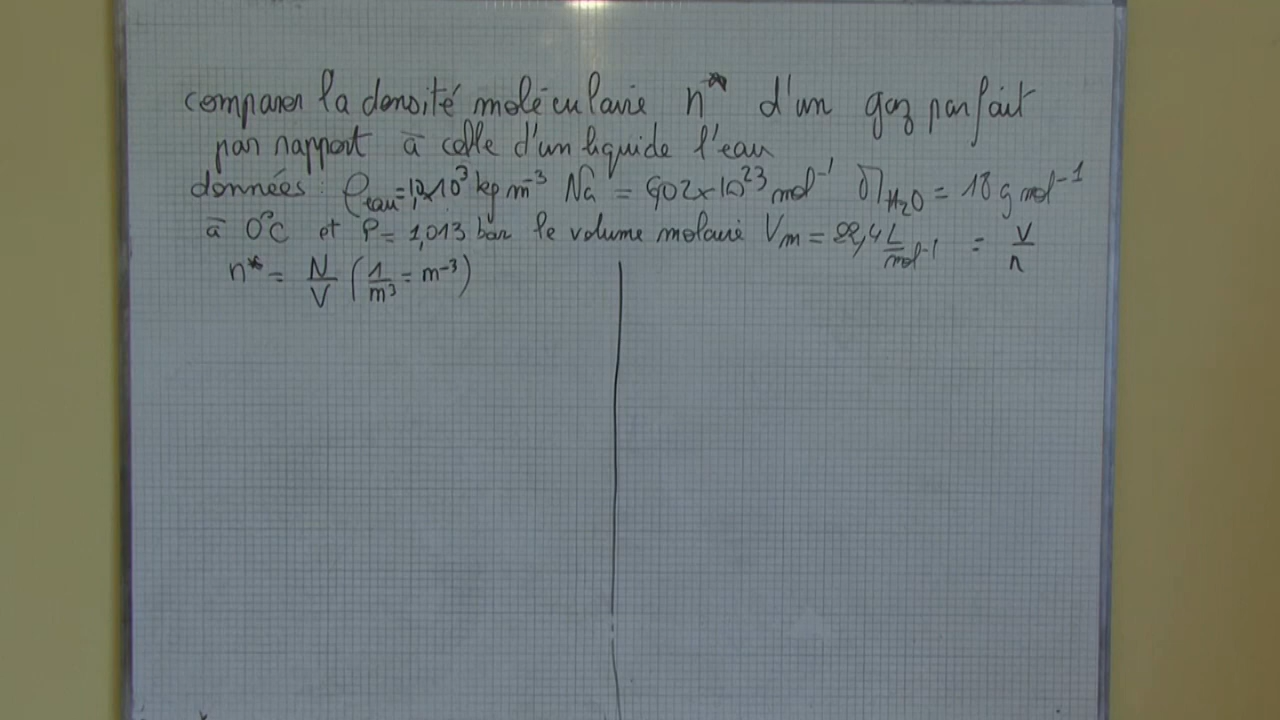 comparer la densité moléculaire n* d'un gaz parfait
par rapport à celle d'un liquide l'eau
données : ρeau = 1,0×10³ kg m⁻³ Na = 6,02×10²³ mol⁻¹ M H₂O = 18 g mol⁻¹
à 0°C et P = 1,013 bar le volume molaire Vm = 22,4 L/mol⁻¹ = V/n
n* = N/V (1/m³ = m⁻³)